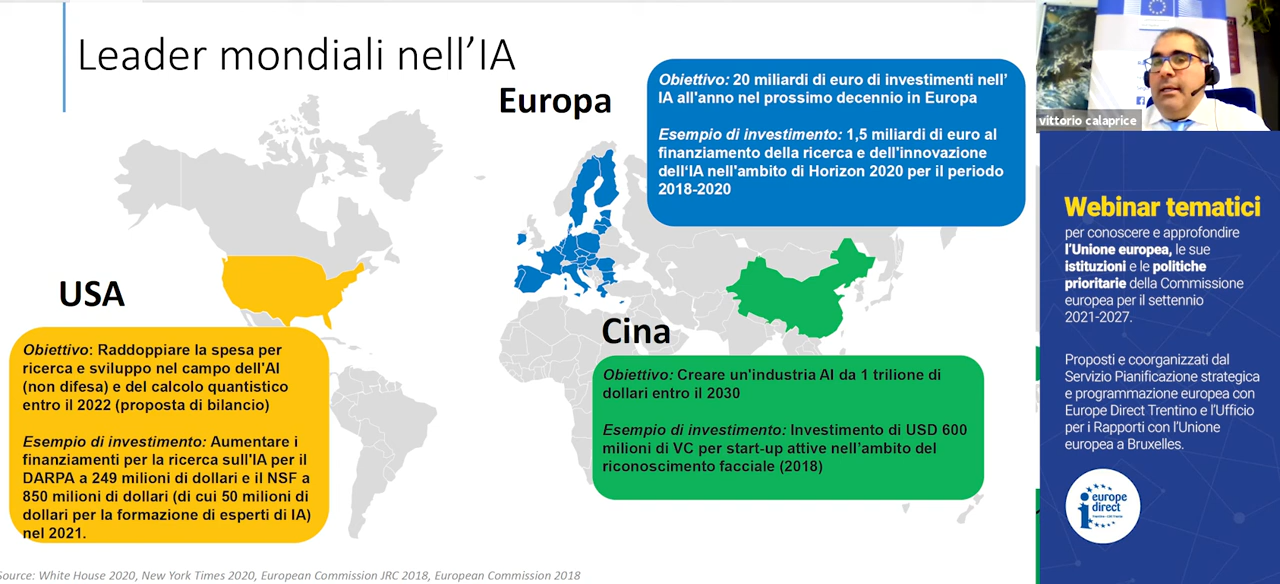 Leader mondiali nell'IA
Europa
Obiettivo: 20 miliardi di euro di investimenti nell'
IA all'anno nel prossimo decennio in Europa
Esempio di investimento: 1,5 miliardi di euro al
finanziamento della ricerca e dell'innovazione
dell'IA nell'ambito di Horizon 2020 per il periodo
2018-2020
USA
Obiettivo: Raddoppiare la spesa per
ricerca e sviluppo nel campo dell'AI
(non difesa) e del calcolo quantistico
entro il 2022 (proposta di bilancio)
Esempio di investimento: Aumentare i
finanziamenti per la ricerca sull'IA per il
DARPA a 249 milioni di dollari e il NSF a
850 milioni di dollari (di cui 50 milioni di
dollari per la formazione di esperti di IA)
nel 2021.
Cina
Obiettivo: Creare un'industria AI da 1 trilione di
dollari entro il 2030
Esempio di investimento: Investimento di USD 600
milioni di VC per start-up attive nell'ambito del
riconoscimento facciale (2018)
Source: White House 2020, New York Times 2020, European Commission JRC 2018, European Commission 2018
vittorio calaprice
Webinar tematici
per conoscere e approfondire
l'Unione europea, le sue
istituzioni e le politiche
prioritarie della Commissione
europea per il settennio
2021-2027.
Proposti e coorganizzati dal
Servizio Pianificazione strategica
e programmazione europea con
Europe Direct Trentino e l'Ufficio
per i Rapporti con l'Unione
europea a Bruxelles.
europe
direct